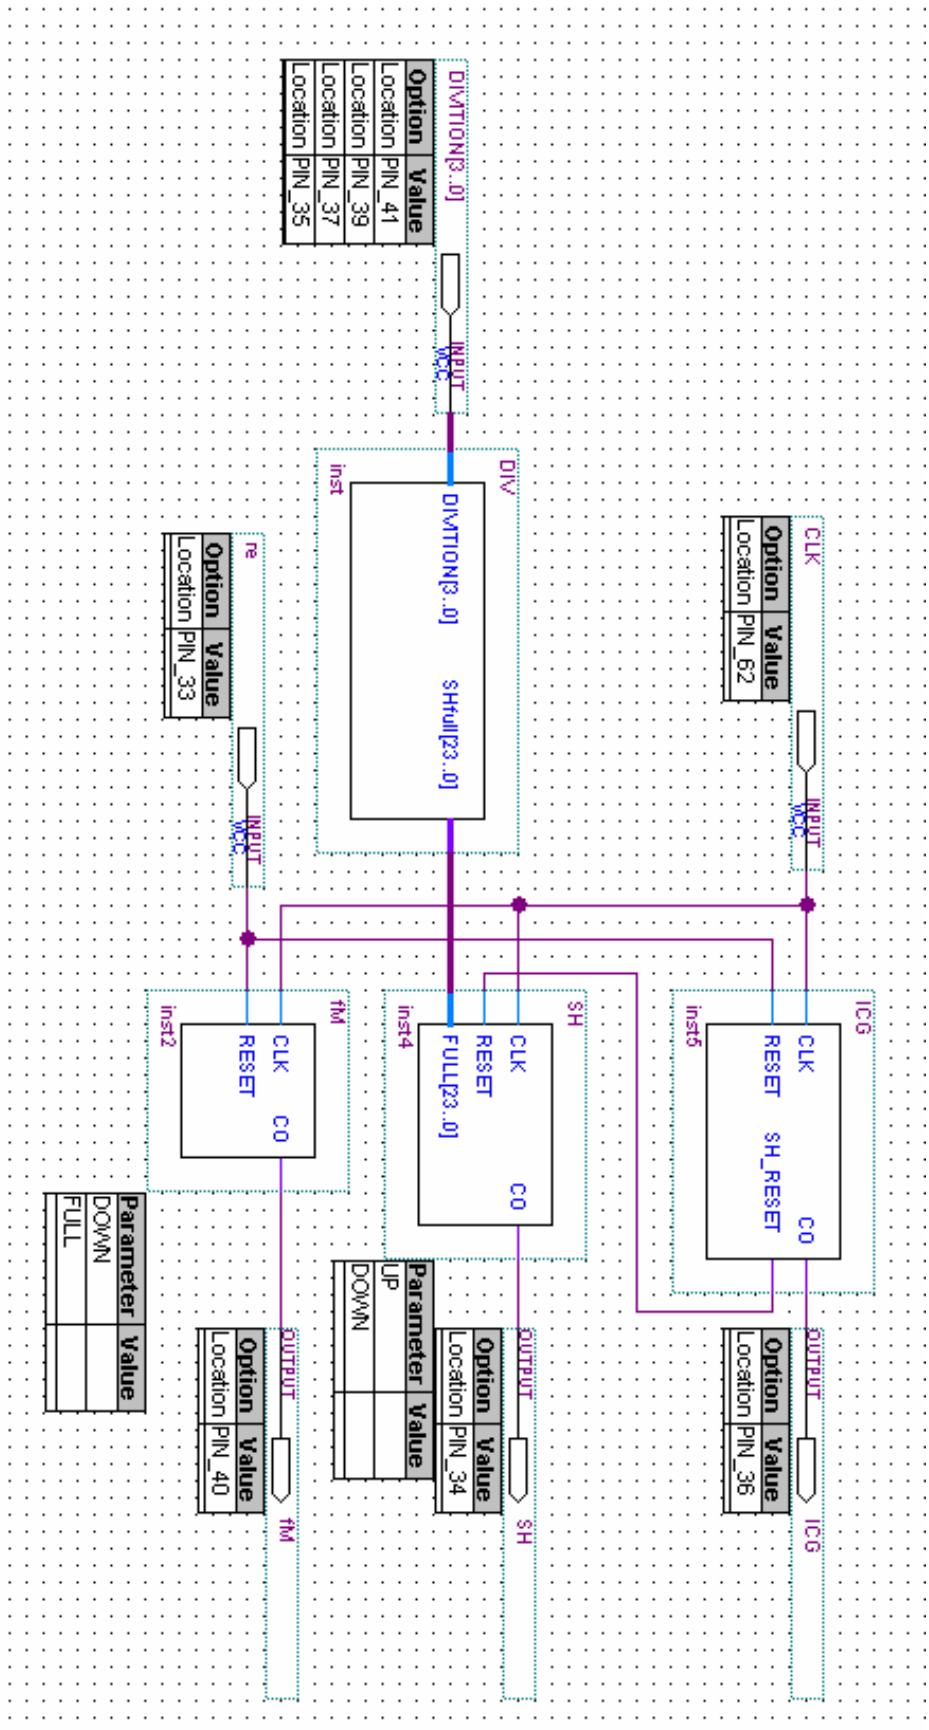 CLK
INPUT
VCC
Option Value
Location PIN_62
ICG
CLK CO
RESET SH_RESET
inst5
OUTPUT
ICG
Option Value
Location PIN_36
DIVITION[3..0]
INPUT
VCC
Option Value
Location PIN_41
Location PIN_39
Location PIN_37
Location PIN_35
DIV
DIVITION[3..0] SHfull[23..0]
inst
SH
CLK CO
RESET
FULL[23..0]
inst4
OUTPUT
SH
Option Value
Location PIN_34
Parameter Value
UP
DOWN
re
INPUT
VCC
Option Value
Location PIN_33
fM
CLK CO
RESET
inst2
OUTPUT
fM
Option Value
Location PIN_40
Parameter Value
DOWN
FULL